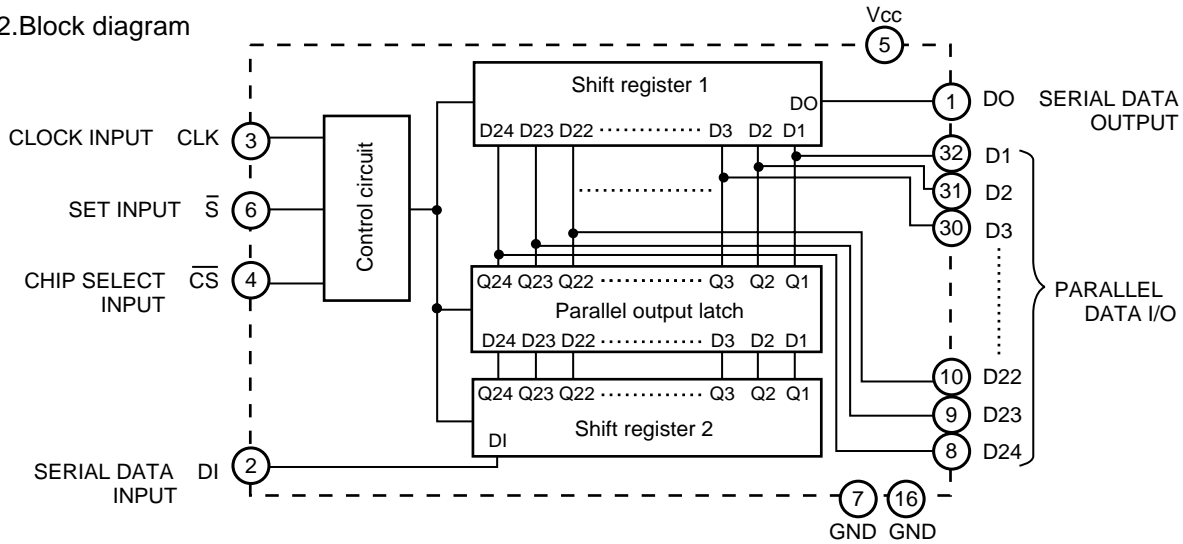 2.Block diagram
Vcc
5
Shift register 1
DO
1 DO SERIAL DATA OUTPUT
D24 D23 D22 ·············· D3 D2 D1
CLOCK INPUT CLK 3
32 D1
31 D2
SET INPUT S̅ 6
Control circuit
30 D3
CHIP SELECT INPUT C̅S̅ 4
Q24 Q23 Q22 ·············· Q3 Q2 Q1
Parallel output latch
D24 D23 D22 ·············· D3 D2 D1
PARALLEL DATA I/O
10 D22
Q24 Q23 Q22 ·············· Q3 Q2 Q1
Shift register 2
DI
9 D23
8 D24
SERIAL DATA INPUT DI 2
7 16
GND GND